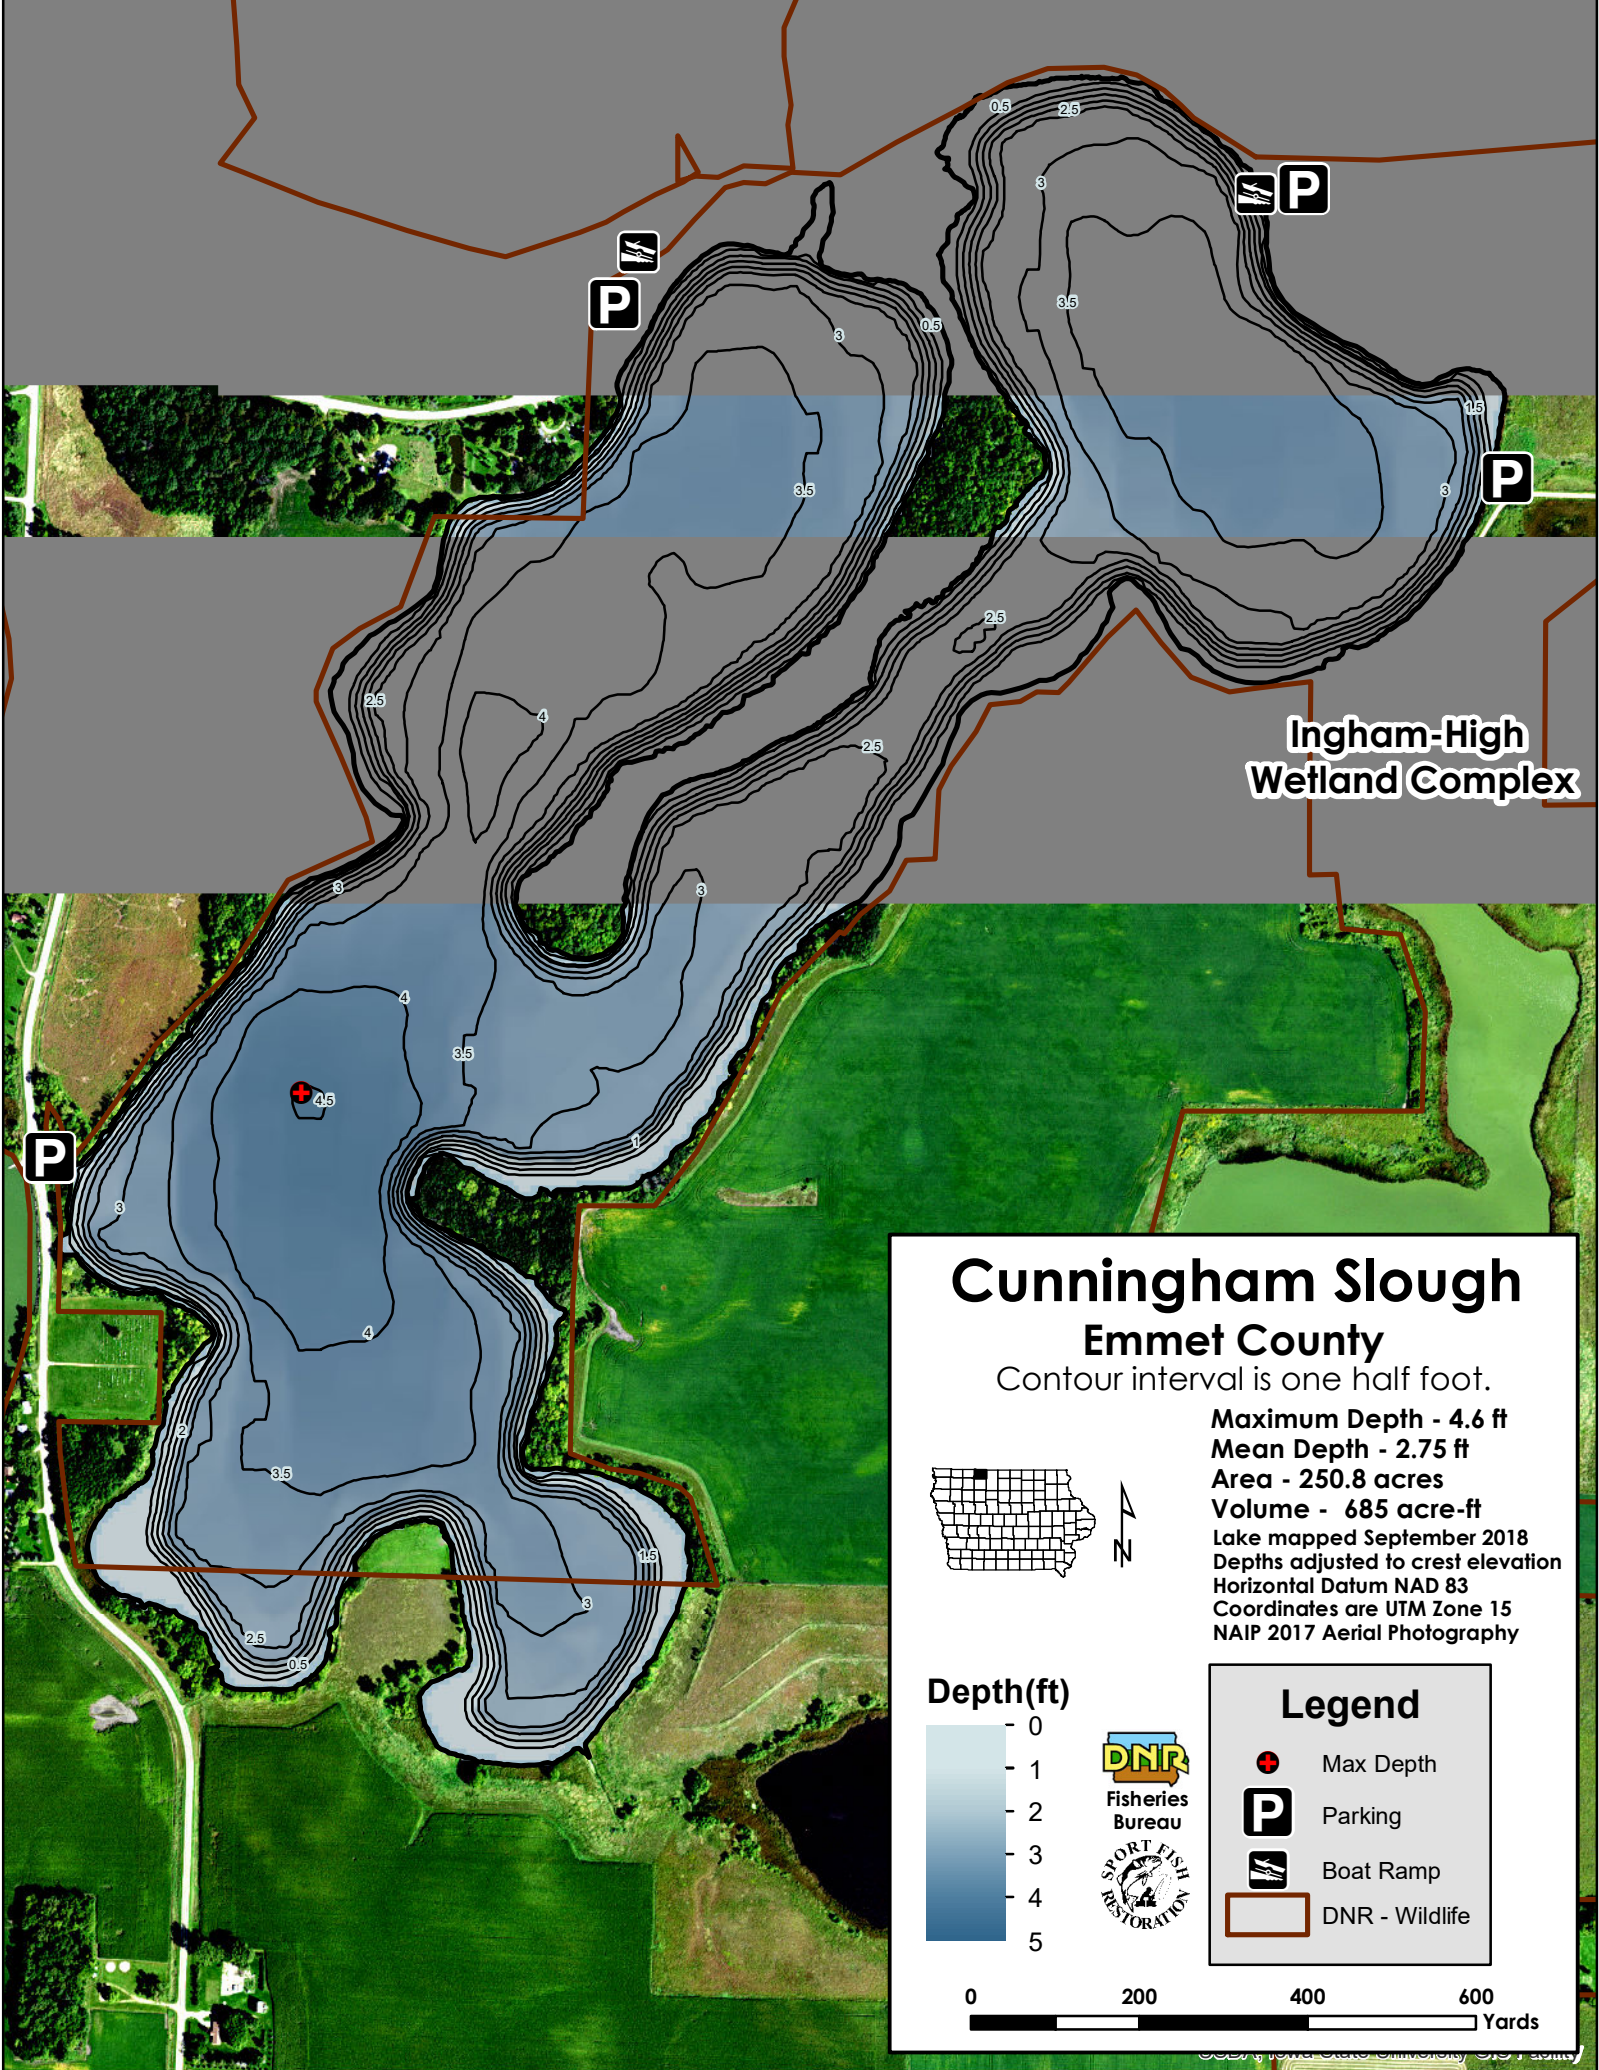 0.5
2.5
3
P
P
3.5
3
0.5
1.5
P
3
3.5
2.5
2.5
4
Ingham-High
Wetland Complex
2.5
3
3
4
3.5
4.5
1
P
3
4
2
3.5
1.5
3
2.5
0.5
Cunningham Slough
Emmet County
Contour interval is one half foot.
Maximum Depth - 4.6 ft
Mean Depth - 2.75 ft
Area - 250.8 acres
Volume - 685 acre-ft
Lake mapped September 2018
Depths adjusted to crest elevation
Horizontal Datum NAD 83
Coordinates are UTM Zone 15
NAIP 2017 Aerial Photography
N
Depth(ft)
0
1
2
3
4
5
DNR
Fisheries
Bureau
SPORT FISH
RESTORATION
Legend
Max Depth
P Parking
Boat Ramp
DNR - Wildlife
0 200 400 600
Yards